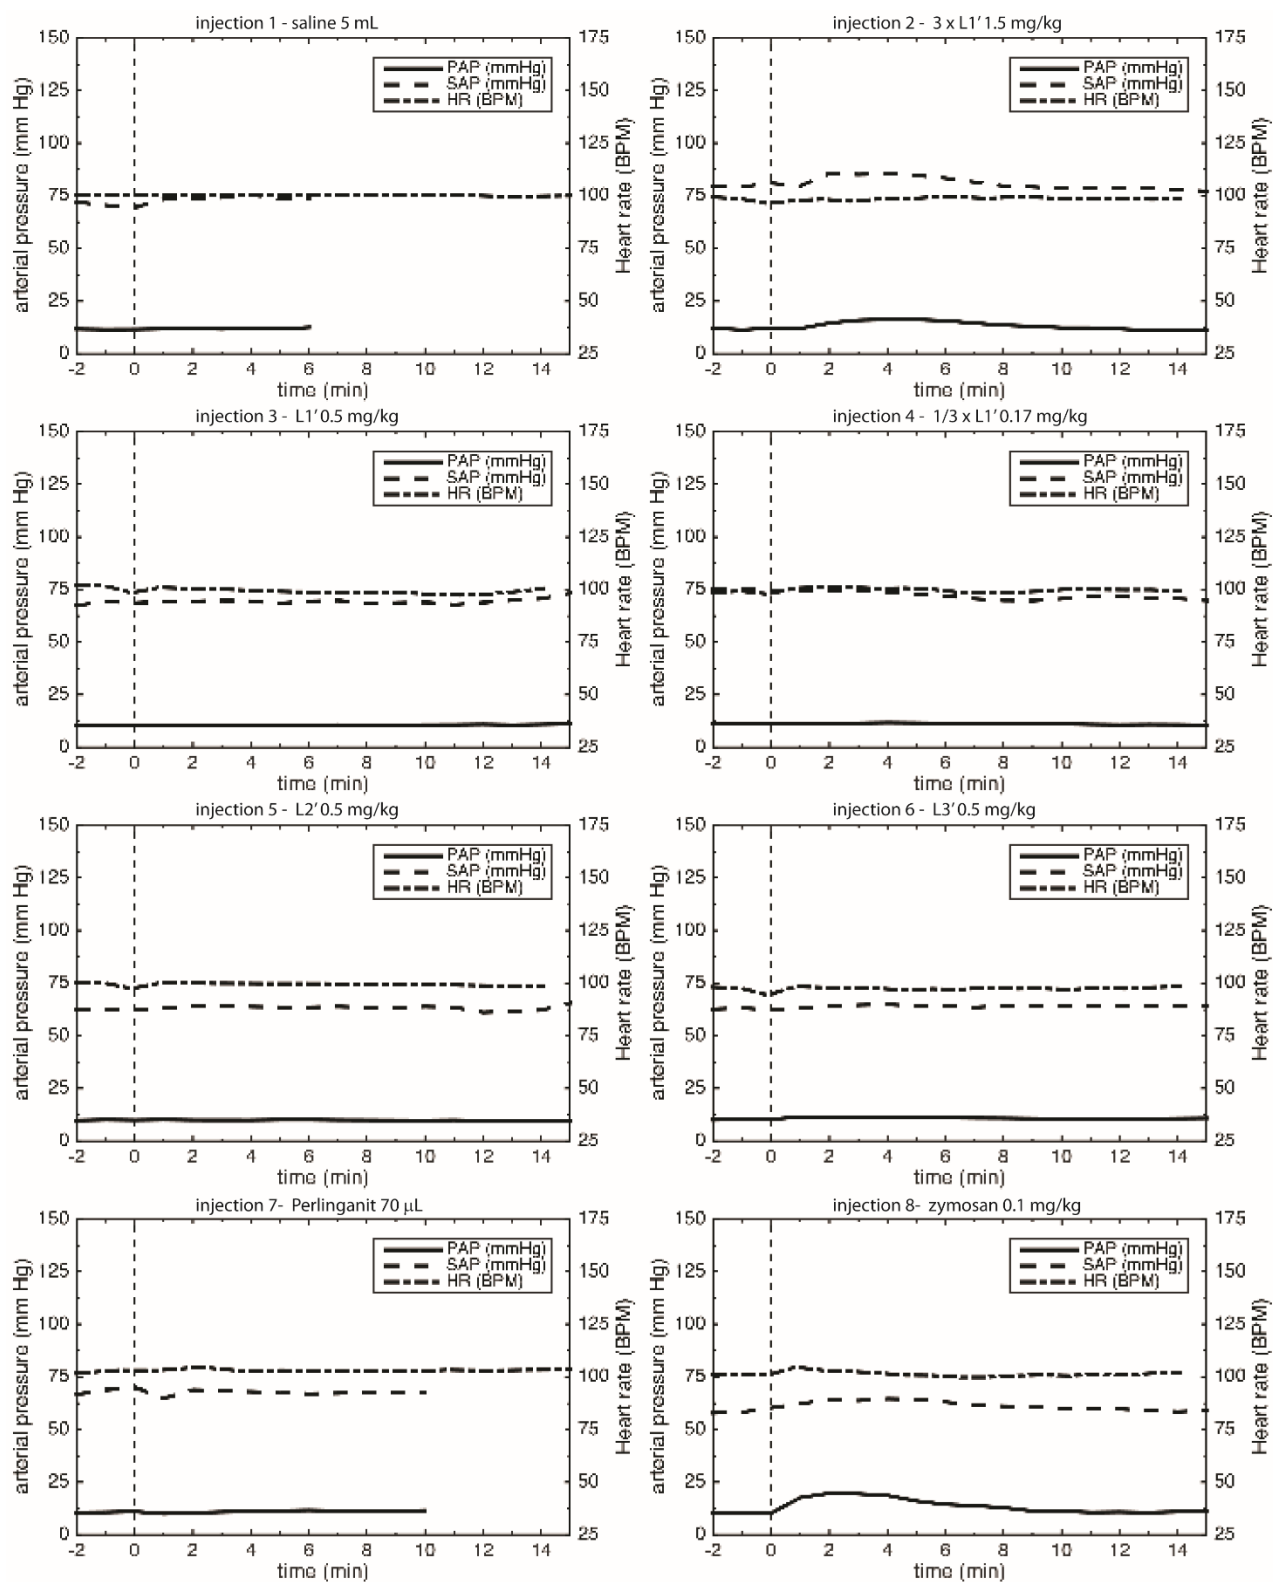 injection 1 - saline 5 mL
150
125
100
75
50
25
0
arterial pressure (mm Hg)
PAP (mmHg)
SAP (mmHg)
HR (BPM)
175
150
125
100
75
50
25
Heart rate (BPM)
-2 0 2 4 6 8 10 12 14
time (min)
injection 2 - 3 x L1' 1.5 mg/kg
150
125
100
75
50
25
0
arterial pressure (mm Hg)
PAP (mmHg)
SAP (mmHg)
HR (BPM)
175
150
125
100
75
50
25
Heart rate (BPM)
-2 0 2 4 6 8 10 12 14
time (min)
injection 3 - L1' 0.5 mg/kg
150
125
100
75
50
25
0
arterial pressure (mm Hg)
PAP (mmHg)
SAP (mmHg)
HR (BPM)
175
150
125
100
75
50
25
Heart rate (BPM)
-2 0 2 4 6 8 10 12 14
time (min)
injection 4 - 1/3 x L1' 0.17 mg/kg
150
125
100
75
50
25
0
arterial pressure (mm Hg)
PAP (mmHg)
SAP (mmHg)
HR (BPM)
175
150
125
100
75
50
25
Heart rate (BPM)
-2 0 2 4 6 8 10 12 14
time (min)
injection 5 - L2' 0.5 mg/kg
150
125
100
75
50
25
0
arterial pressure (mm Hg)
PAP (mmHg)
SAP (mmHg)
HR (BPM)
175
150
125
100
75
50
25
Heart rate (BPM)
-2 0 2 4 6 8 10 12 14
time (min)
injection 6 - L3' 0.5 mg/kg
150
125
100
75
50
25
0
arterial pressure (mm Hg)
PAP (mmHg)
SAP (mmHg)
HR (BPM)
175
150
125
100
75
50
25
Heart rate (BPM)
-2 0 2 4 6 8 10 12 14
time (min)
injection 7- Perlinganit 70 μL
150
125
100
75
50
25
0
arterial pressure (mm Hg)
PAP (mmHg)
SAP (mmHg)
HR (BPM)
175
150
125
100
75
50
25
Heart rate (BPM)
-2 0 2 4 6 8 10 12 14
time (min)
injection 8- zymosan 0.1 mg/kg
150
125
100
75
50
25
0
arterial pressure (mm Hg)
PAP (mmHg)
SAP (mmHg)
HR (BPM)
175
150
125
100
75
50
25
Heart rate (BPM)
-2 0 2 4 6 8 10 12 14
time (min)